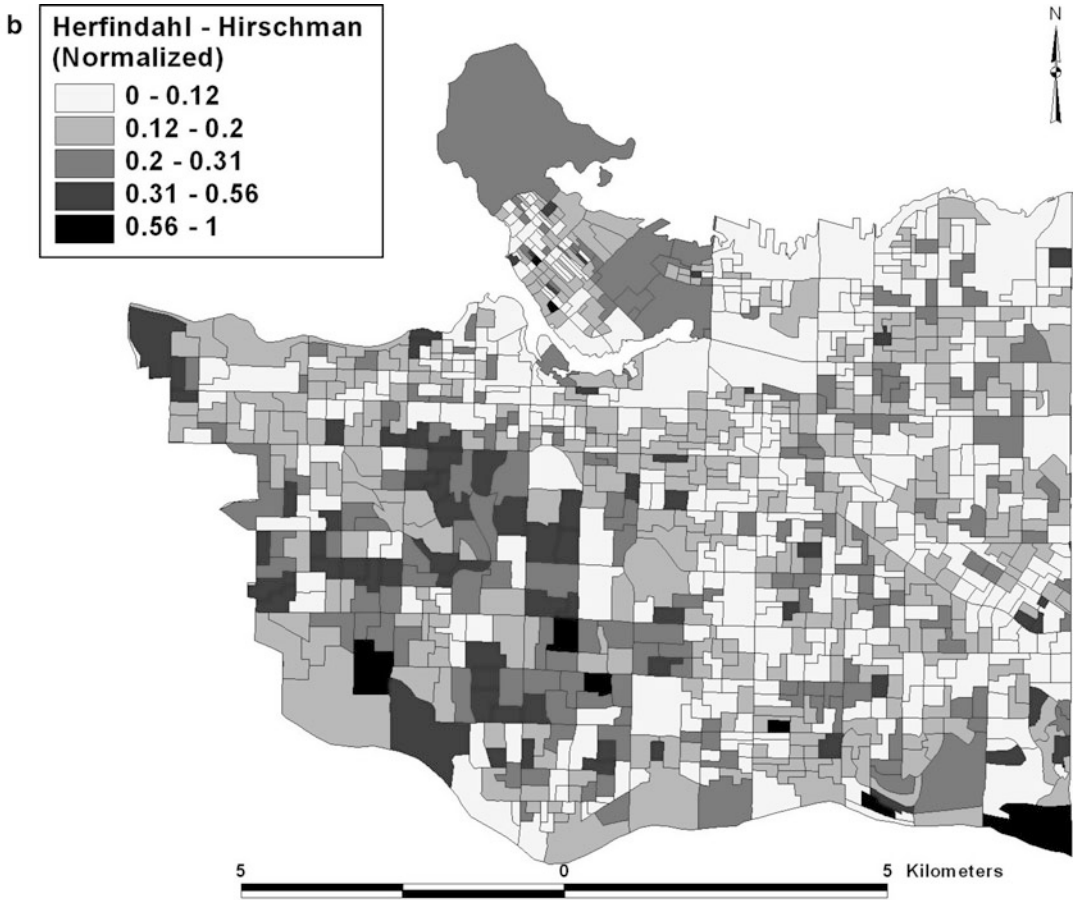 b
Herfindahl - Hirschman
(Normalized)
0 - 0.12
0.12 - 0.2
0.2 - 0.31
0.31 - 0.56
0.56 - 1
N
5 0 5 Kilometers